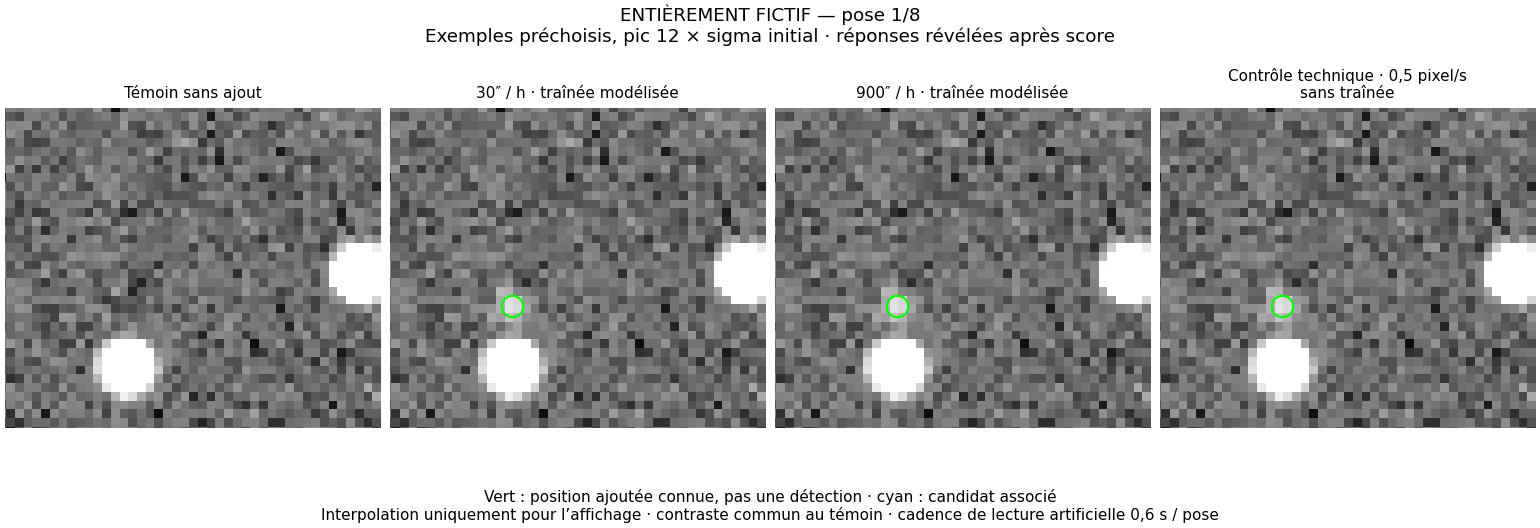 ENTIÈREMENT FICTIF — pose 1/8
Exemples préchoisis, pic 12 × sigma initial · réponses révélées après score
Témoin sans ajout
30″ / h · traînée modélisée
900″ / h · traînée modélisée
Contrôle technique · 0,5 pixel/s
sans traînée
Vert : position ajoutée connue, pas une détection · cyan : candidat associé
Interpolation uniquement pour l’affichage · contraste commun au témoin · cadence de lecture artificielle 0,6 s / pose